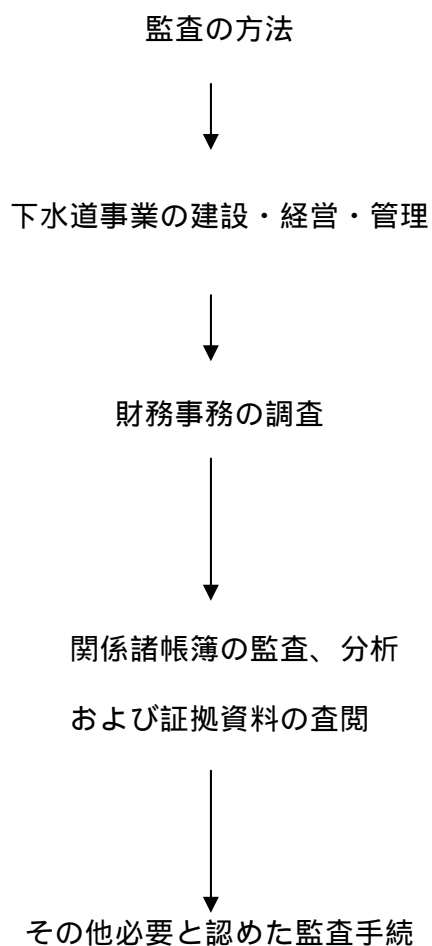 監査の方法
下水道事業の建設・経営・管理
財務事務の調査
関係諸帳簿の監査、分析
および証拠資料の査閲
その他必要と認めた監査手続